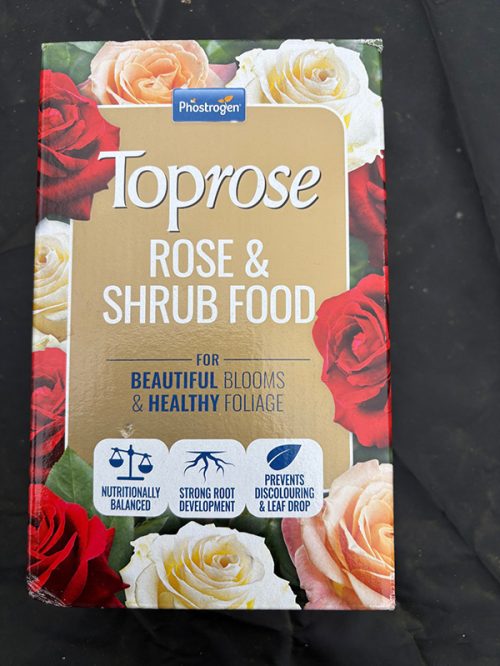 Phostrogen®
Toprose
ROSE &
SHRUB FOOD
FOR
BEAUTIFUL BLOOMS
& HEALTHY FOLIAGE
NUTRITIONALLY
BALANCED
STRONG ROOT
DEVELOPMENT
PREVENTS
DISCOLOURING
& LEAF DROP